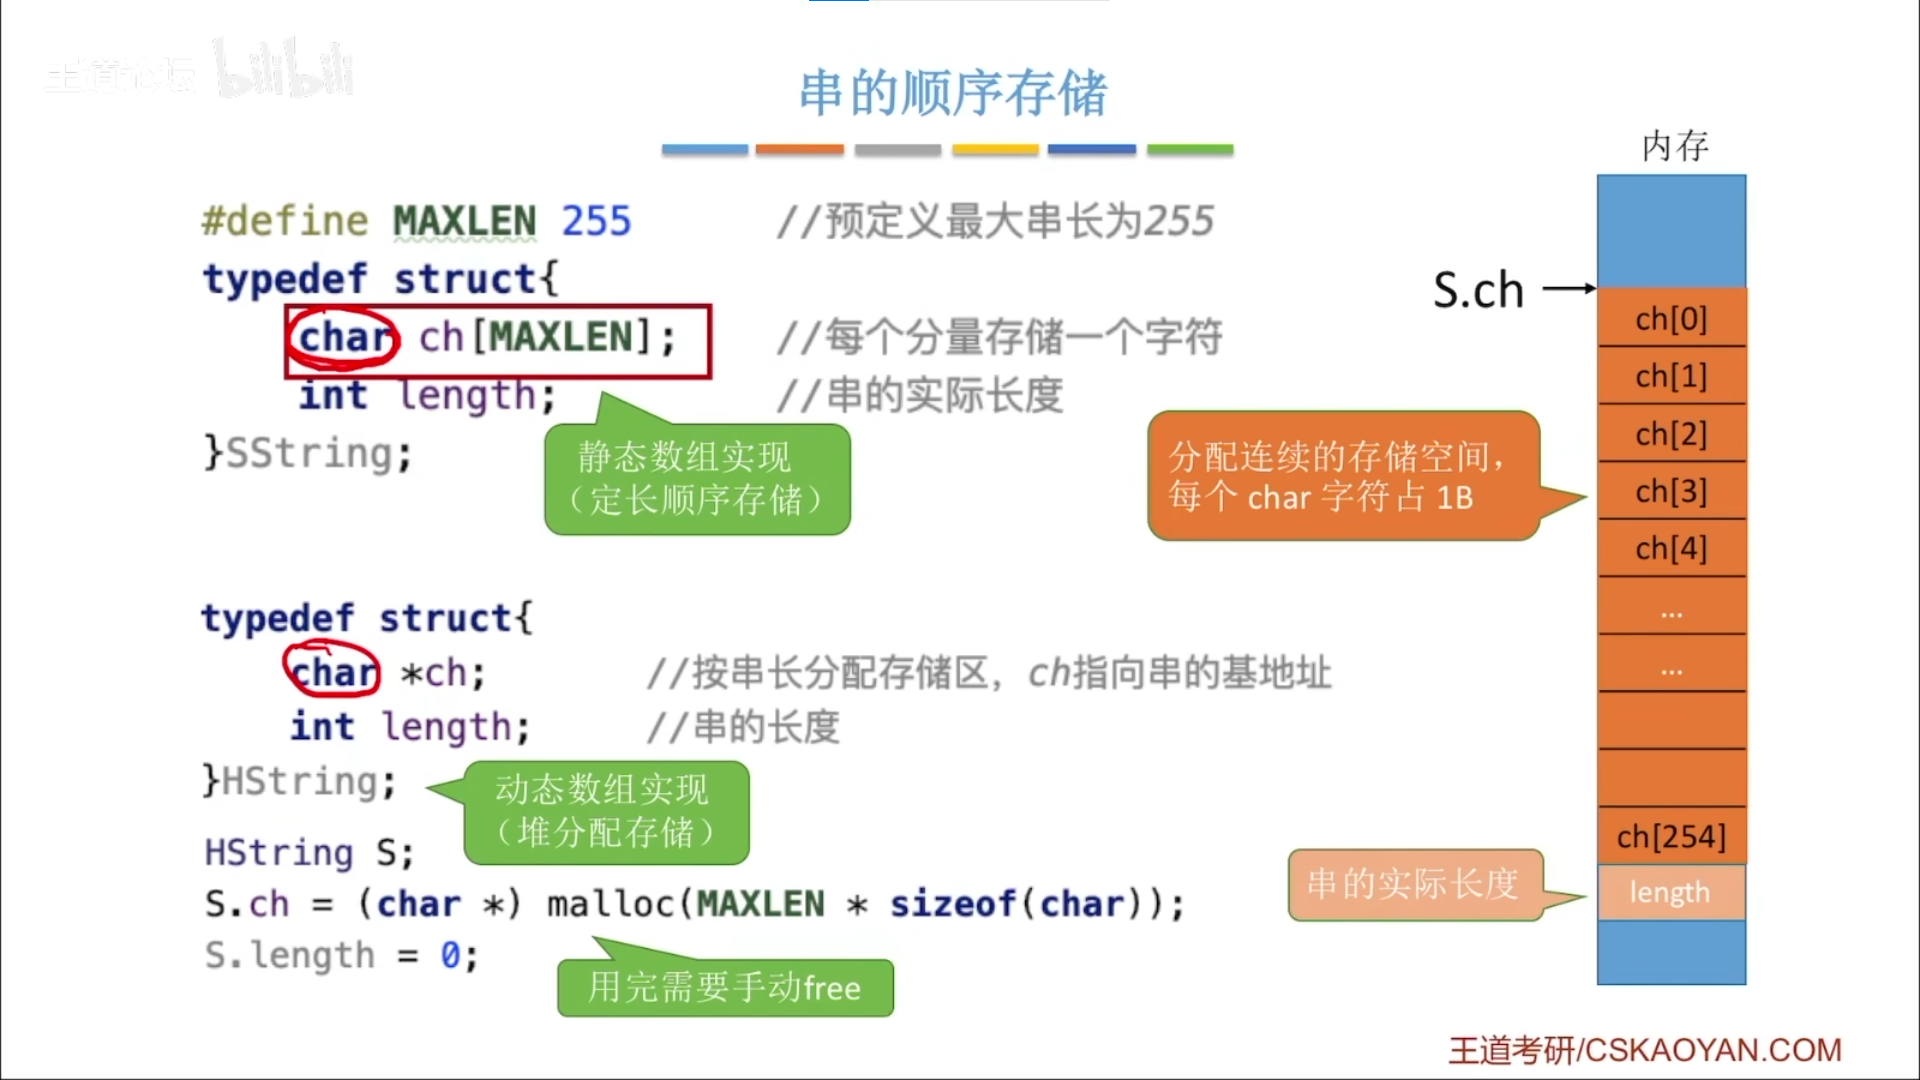 王道论坛 bilibili
串的顺序存储
#define MAXLEN 255 //预定义最大串长为255
typedef struct{
char ch[MAXLEN]; //每个分量存储一个字符
int length; //串的实际长度
}SString;
静态数组实现
（定长顺序存储）
typedef struct{
char *ch; //按串长分配存储区，ch指向串的基地址
int length; //串的长度
}HString;
动态数组实现
（堆分配存储）
HString S;
S.ch = (char *) malloc(MAXLEN * sizeof(char));
S.length = 0;
用完需要手动free
内存
S.ch
ch[0]
ch[1]
ch[2]
ch[3]
ch[4]
...
...
ch[254]
length
分配连续的存储空间，
每个 char 字符占 1B
串的实际长度
王道考研/CSKAOYAN.COM